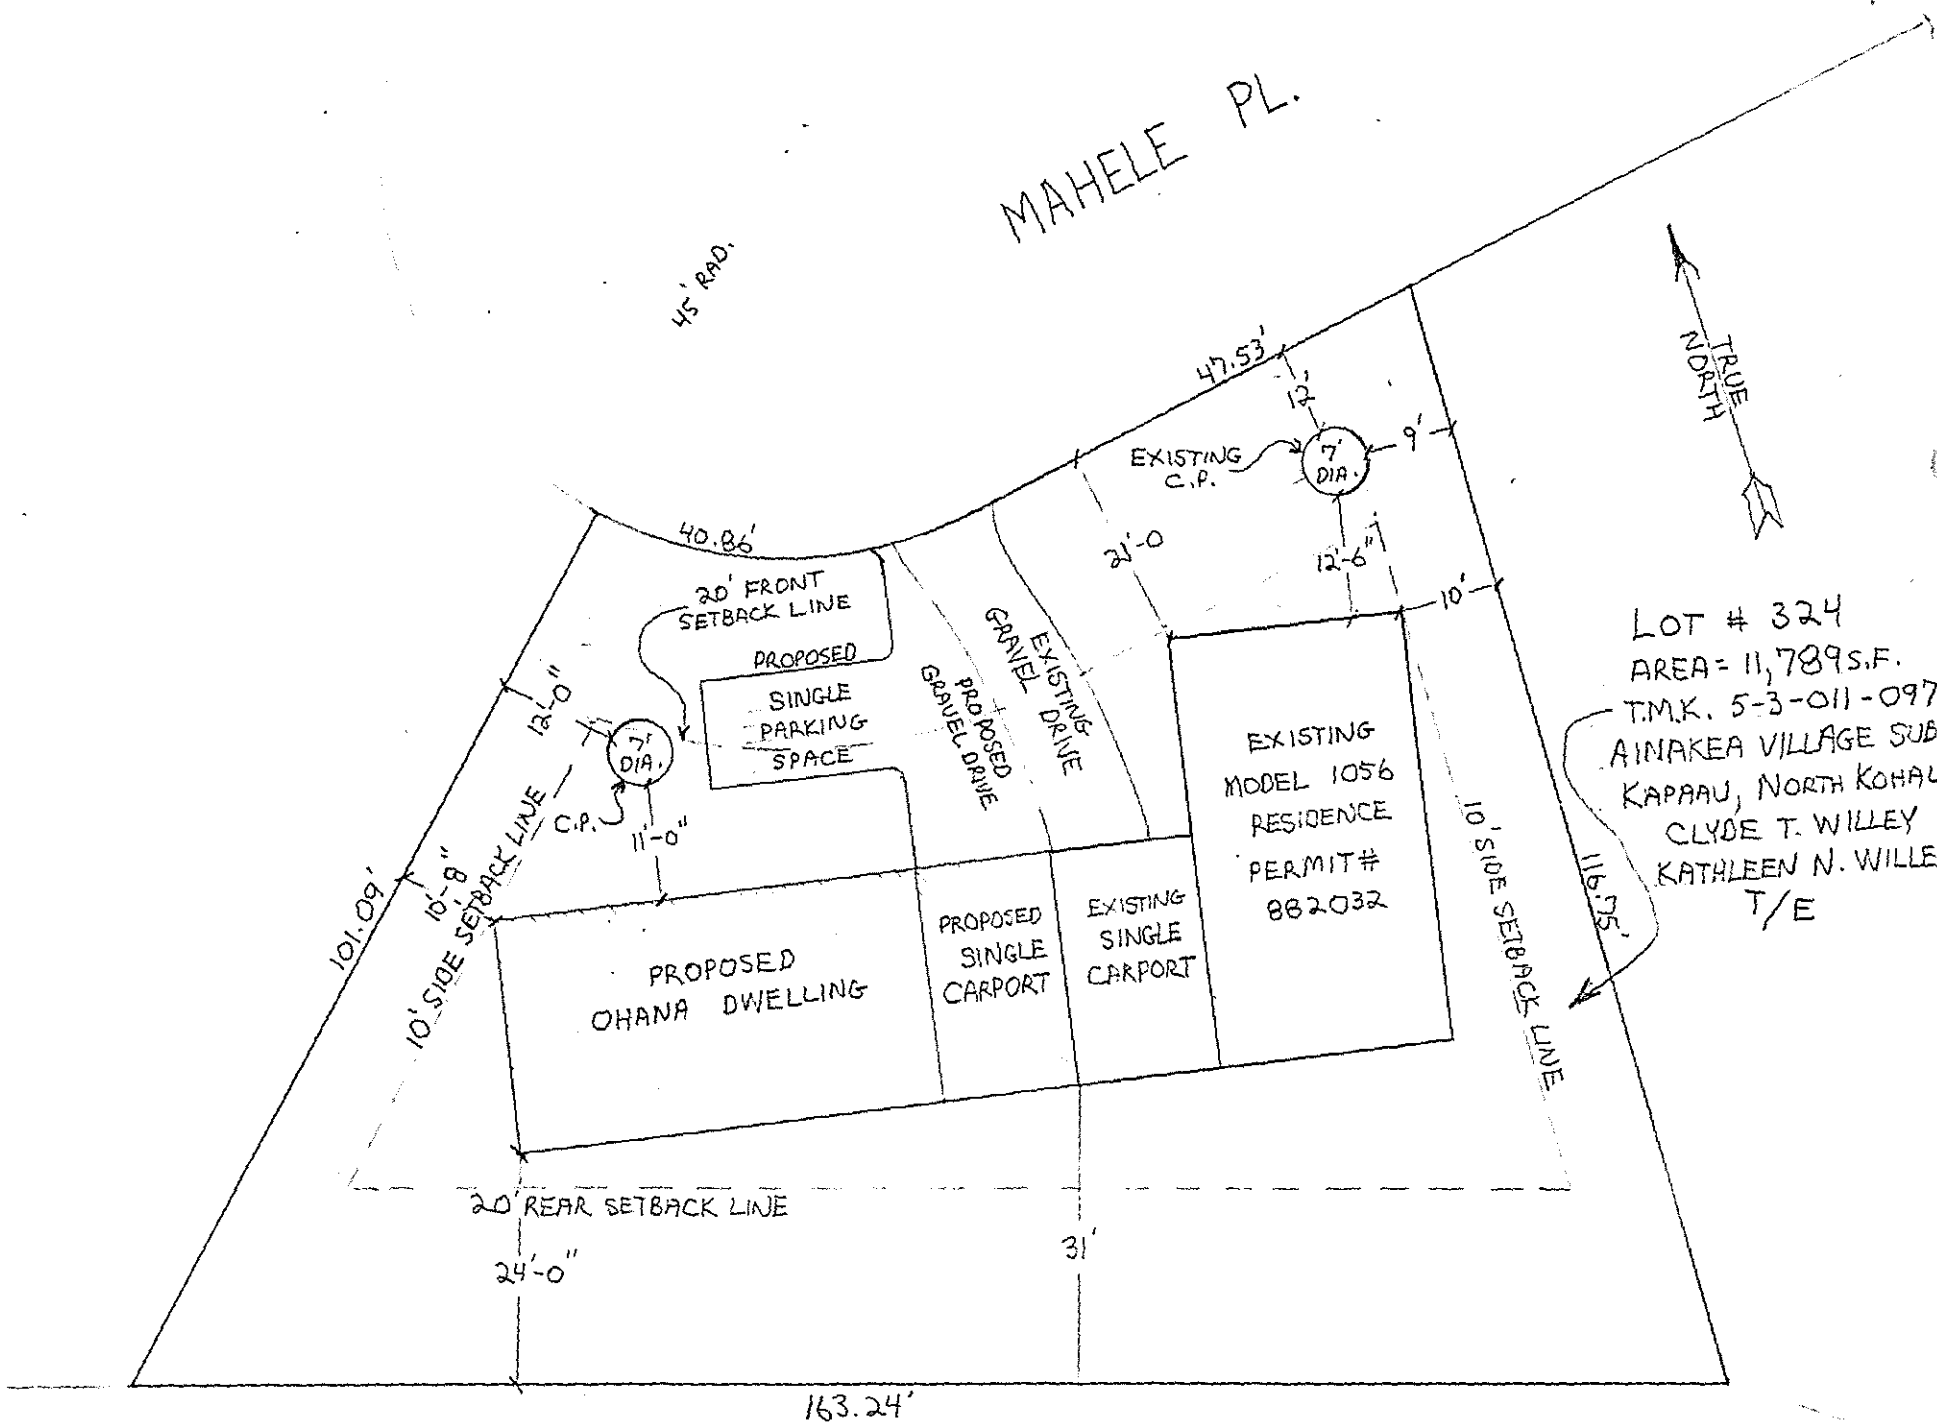 MAHELE PL.
45' RAD.
47.53'
12'
9'
EXISTING
C.P.
7'
DIA.
TRUE
NORTH
40.86'
21'-0
12'-6"
10'
20' FRONT
SETBACK LINE
LOT # 324
AREA = 11,789 S.F.
T.M.K. 5-3-011-097
AINAKEA VILLAGE SUB
KAPAAU, NORTH KOHAL
CLYDE T. WILLEY
KATHLEEN N. WILLE
T/E
PROPOSED
SINGLE
PARKING
SPACE
PROPOSED
GRAVEL DRIVE
EXISTING
GRAVEL DRIVE
12'-0"
7'
DIA.
C.P.
11'-0"
EXISTING
MODEL 1056
RESIDENCE
PERMIT#
882032
10' SIDE SETBACK LINE
116.75'
101.09'
10'-8"
10' SIDE SETBACK LINE
PROPOSED
OHANA DWELLING
PROPOSED
SINGLE
CARPORT
EXISTING
SINGLE
CARPORT
20' REAR SETBACK LINE
24'-0"
31'
163.24'